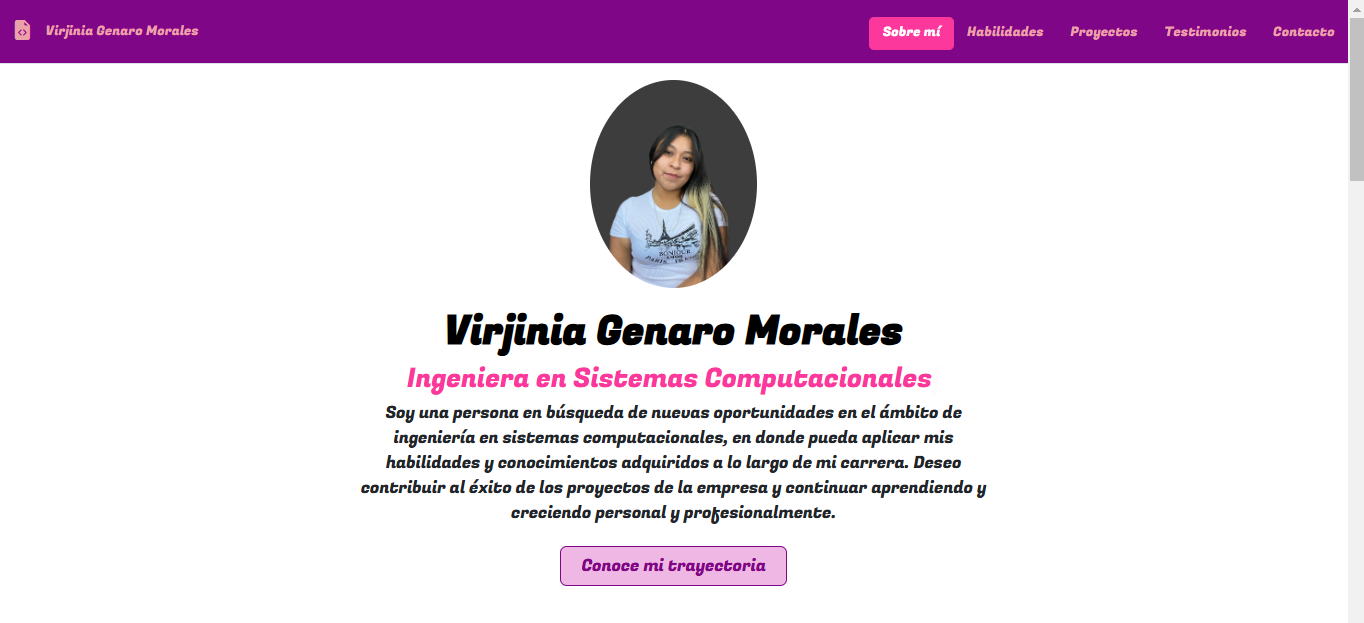 Virjinia Genaro Morales
Sobre mí
Habilidades
Proyectos
Testimonios
Contacto
BONJOUR
Virjinia Genaro Morales
Ingeniera en Sistemas Computacionales
Soy una persona en búsqueda de nuevas oportunidades en el ámbito de
ingeniería en sistemas computacionales, en donde pueda aplicar mis
habilidades y conocimientos adquiridos a lo largo de mi carrera. Deseo
contribuir al éxito de los proyectos de la empresa y continuar aprendiendo y
creciendo personal y profesionalmente.
Conoce mi trayectoria